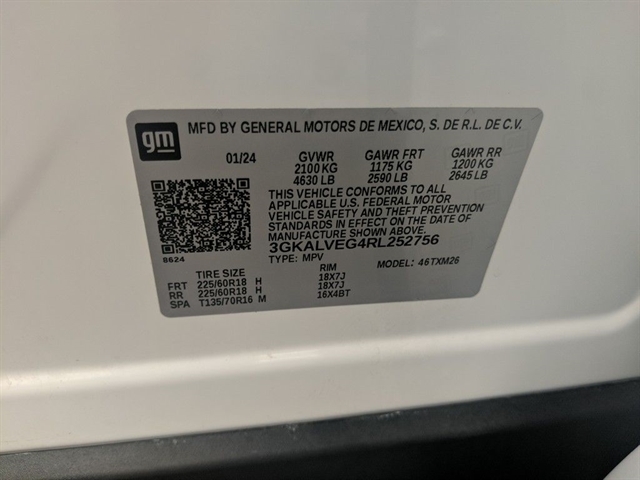 gm
MFD BY GENERAL MOTORS DE MEXICO, S. DE R.L. DE C.V.
01/24 GVWR GAWR FRT GAWR RR
2100 KG 1175 KG 1200 KG
4630 LB 2590 LB 2645 LB
THIS VEHICLE CONFORMS TO ALL
APPLICABLE U.S. FEDERAL MOTOR
VEHICLE SAFETY AND THEFT PREVENTION
STANDARDS IN EFFECT ON THE DATE OF
MANUFACTURE SHOWN ABOVE.
3GKALVEG4RL252756
8624
TYPE: MPV MODEL: 46TXM26
TIRE SIZE RIM
FRT 225/60R18 H 18X7J
RR 225/60R18 H 18X7J
SPA T135/70R16 M 16X4BT